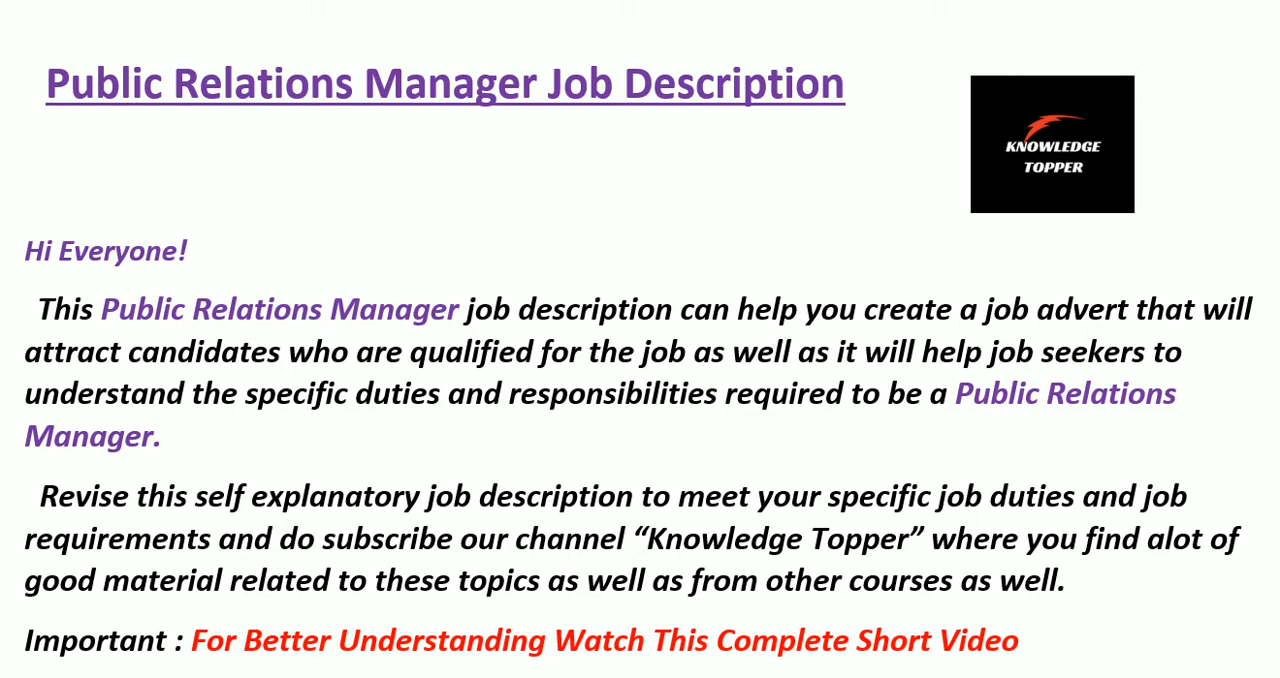 Public Relations Manager Job Description
KNOWLEDGE
TOPPER
Hi Everyone!
This Public Relations Manager job description can help you create a job advert that will
attract candidates who are qualified for the job as well as it will help job seekers to
understand the specific duties and responsibilities required to be a Public Relations
Manager.
Revise this self explanatory job description to meet your specific job duties and job
requirements and do subscribe our channel “Knowledge Topper” where you find alot of
good material related to these topics as well as from other courses as well.
Important : For Better Understanding Watch This Complete Short Video